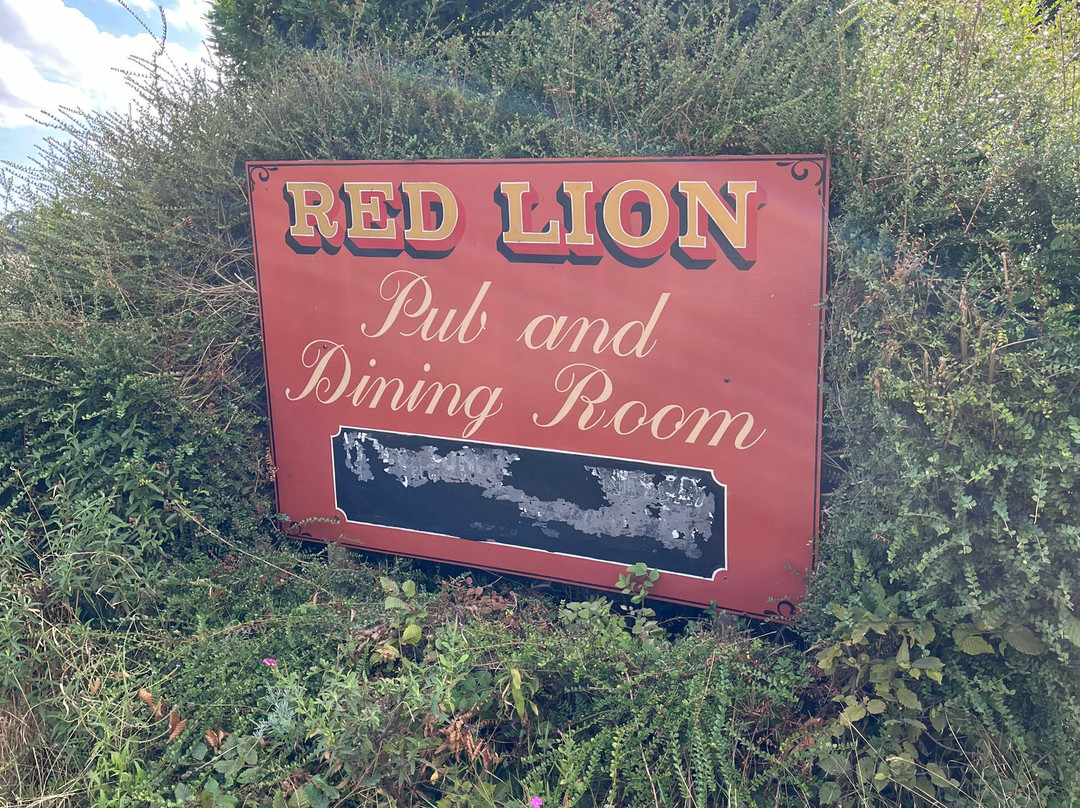 RED LION
Pub and
Dining Room